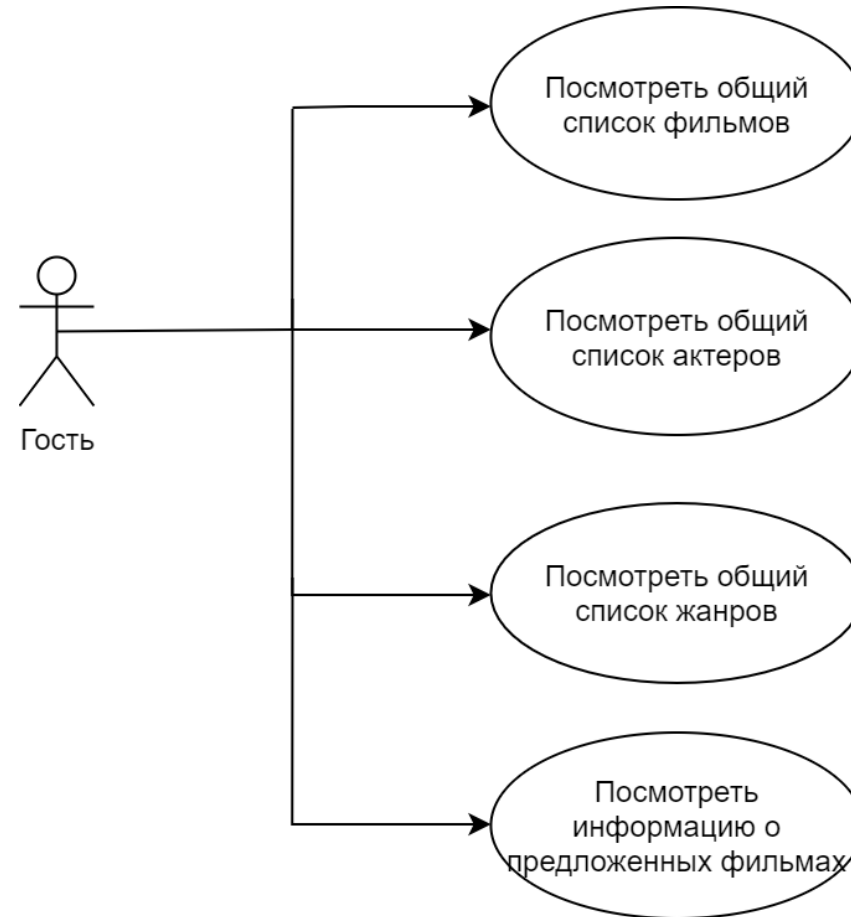 Посмотреть общий
список фильмов
Посмотреть общий
список актеров
Гость
Посмотреть общий
список жанров
Посмотреть
информацию о
предложенных фильмах